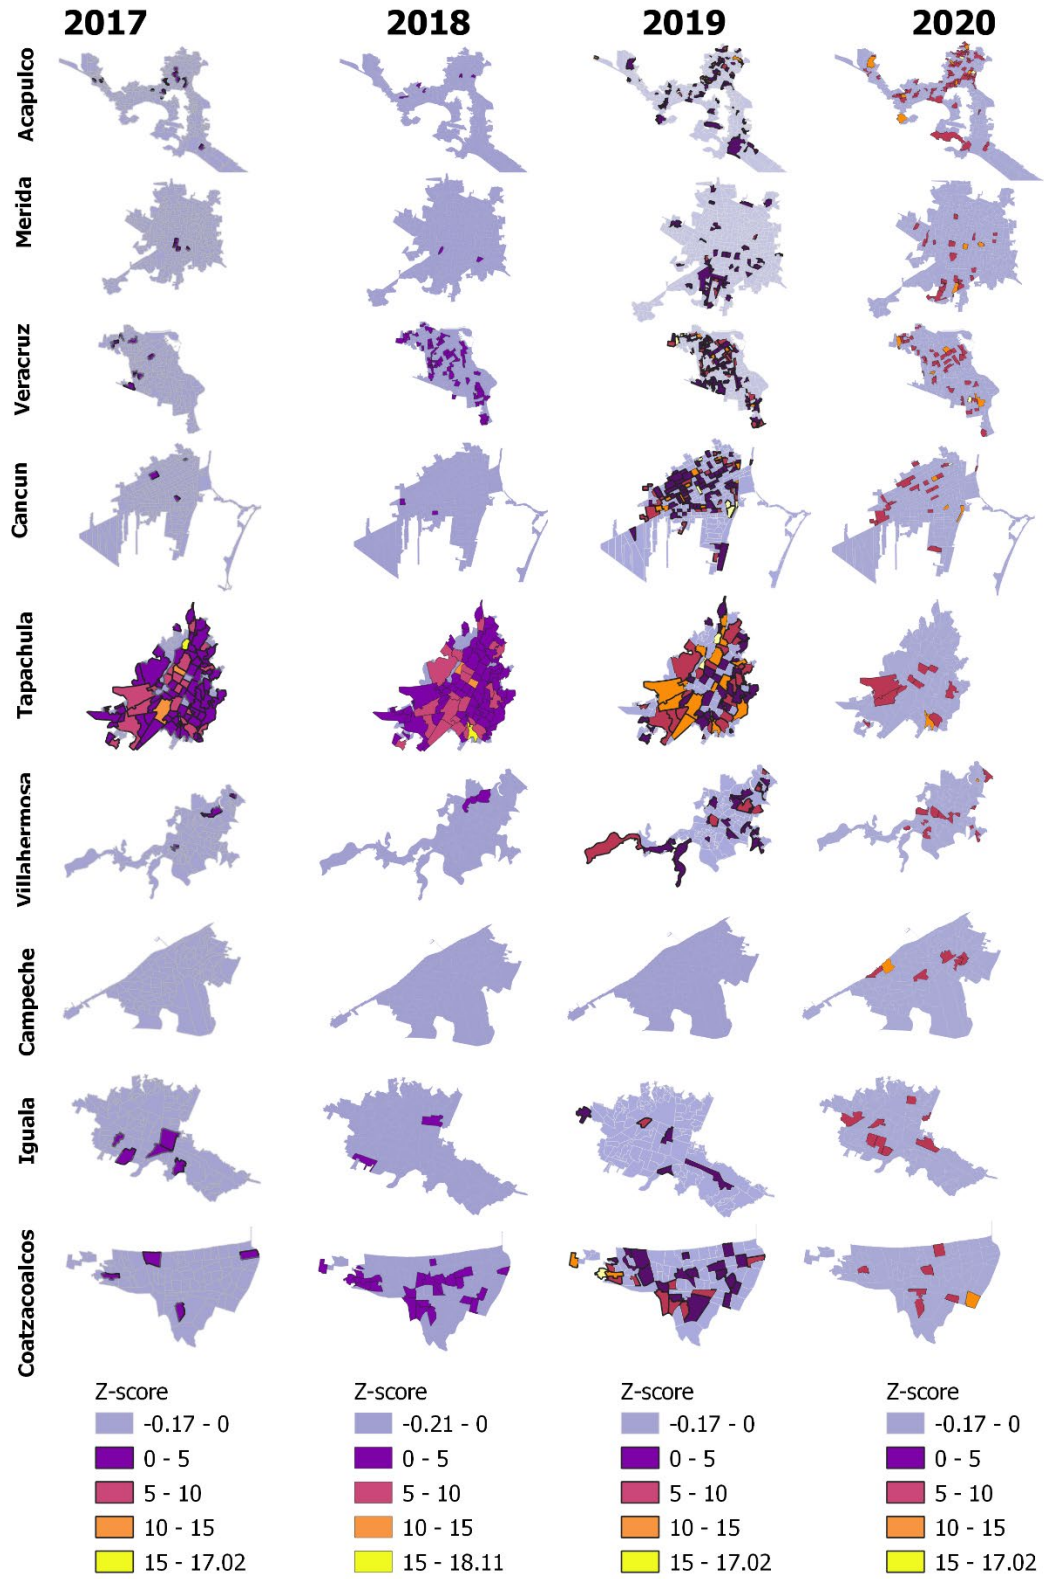 2017 2018 2019 2020
Acapulco
Merida
Veracruz
Cancun
Tapachula
Villahermosa
Campeche
Iguala
Coatzacoalcos
Z-score Z-score Z-score Z-score
-0.17 - 0 -0.21 - 0 -0.17 - 0 -0.17 - 0
0 - 5 0 - 5 0 - 5 0 - 5
5 - 10 5 - 10 5 - 10 5 - 10
10 - 15 10 - 15 10 - 15 10 - 15
15 - 17.02 15 - 18.11 15 - 17.02 15 - 17.02